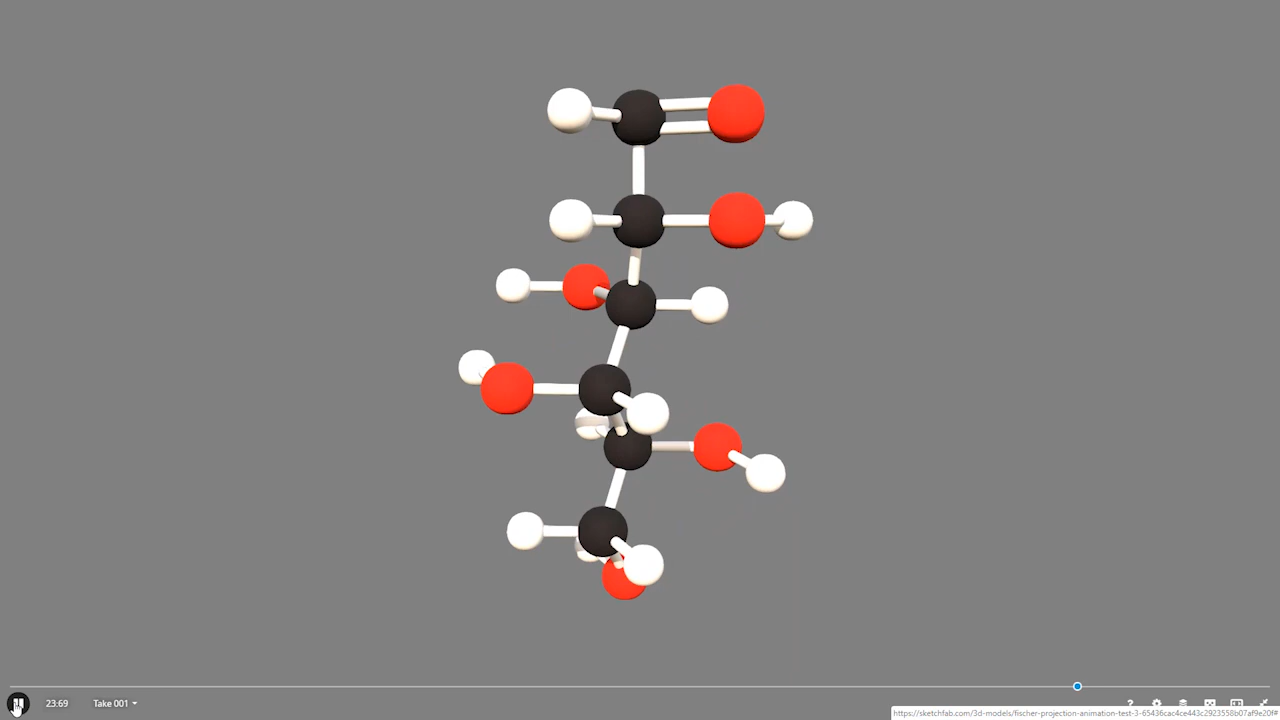 23:69
Take 001
?
https://sketchfab.com/3d-models/fischer-projection-animation-test-3-65436cac4ce443c2923558b07af9e20f#